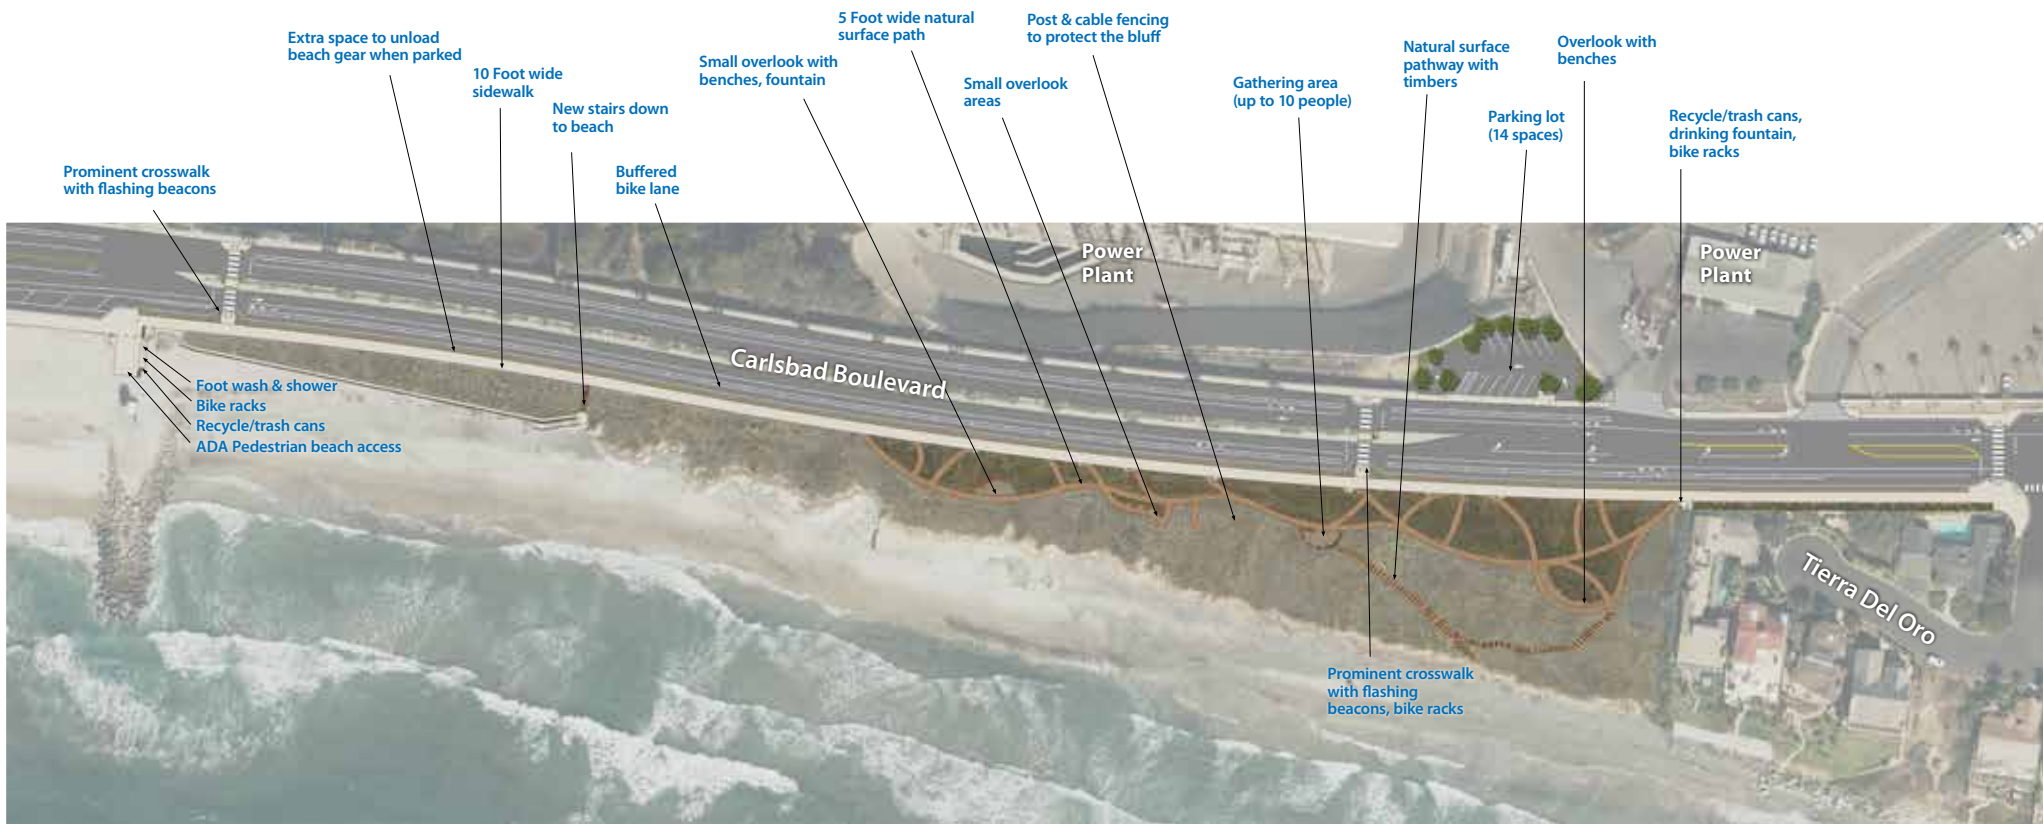 Extra space to unload
beach gear when parked
10 Foot wide
sidewalk
New stairs down
to beach
Small overlook with
benches, fountain
5 Foot wide natural
surface path
Small overlook
areas
Post & cable fencing
to protect the bluff
Gathering area
(up to 10 people)
Natural surface
pathway with
timbers
Parking lot
(14 spaces)
Overlook with
benches
Recycle/trash cans,
drinking fountain,
bike racks
Prominent crosswalk
with flashing beacons
Buffered
bike lane
Power
Plant
Power
Plant
Carlsbad Boulevard
Foot wash & shower
Bike racks
Recycle/trash cans
ADA Pedestrian beach access
Tierra Del Oro
Prominent crosswalk
with flashing
beacons, bike racks